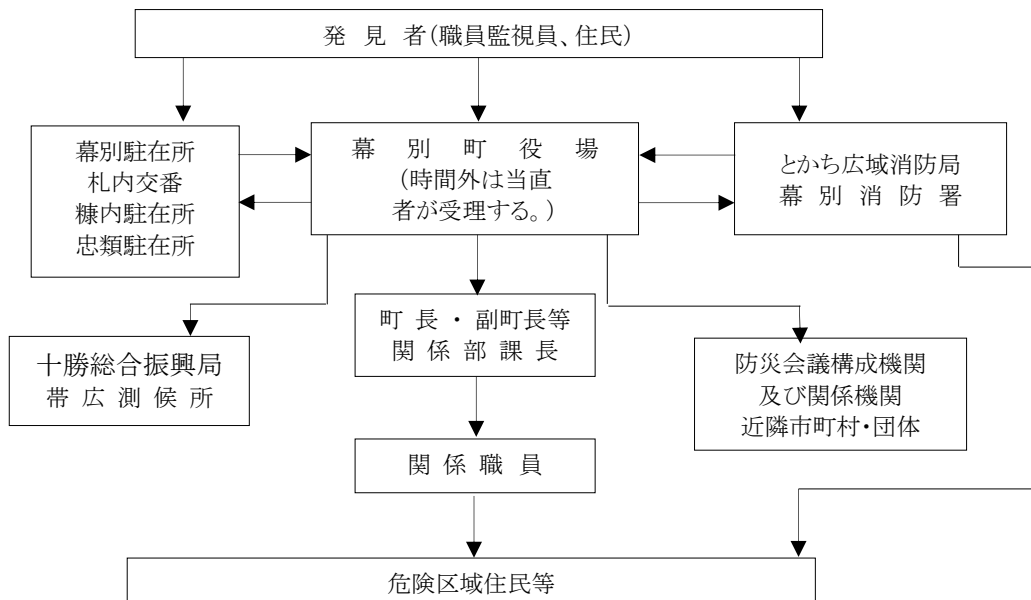 発見者(職員監視員、住民)
幕別駐在所
札内交番
糠内駐在所
忠類駐在所
幕別町役場
(時間外は当直
者が受理する。)
とかち広域消防局
幕別消防署
町長・副町長等
関係部課長
十勝総合振興局
帯広測候所
防災会議構成機関
及び関係機関
近隣市町村・団体
関係職員
危険区域住民等